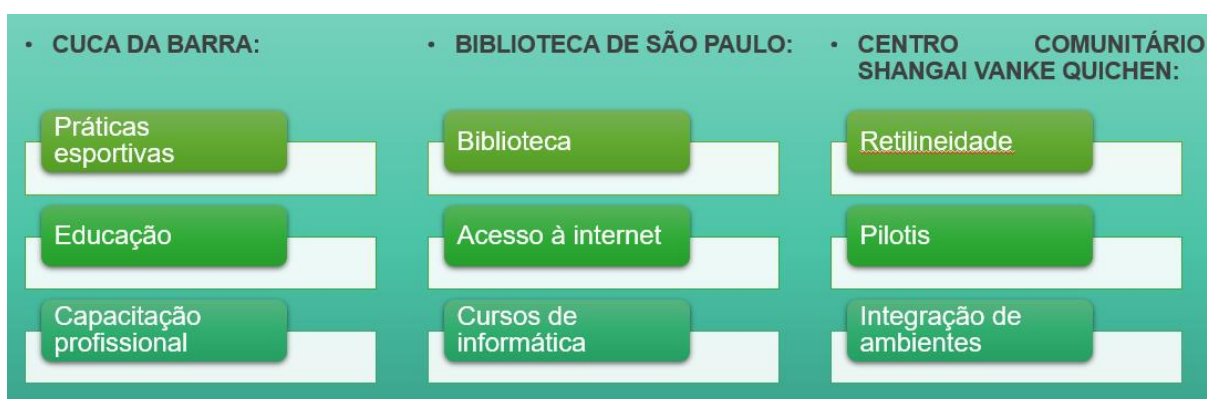 • CUCA DA BARRA:
Práticas
esportivas
Educação
Capacitação
profissional
• BIBLIOTECA DE SÃO PAULO:
Biblioteca
Acesso à internet
Cursos de
informática
• CENTRO COMUNITÁRIO
SHANGAI VANKE QUICHEN:
Retilineidade
Pilotis
Integração de
ambientes